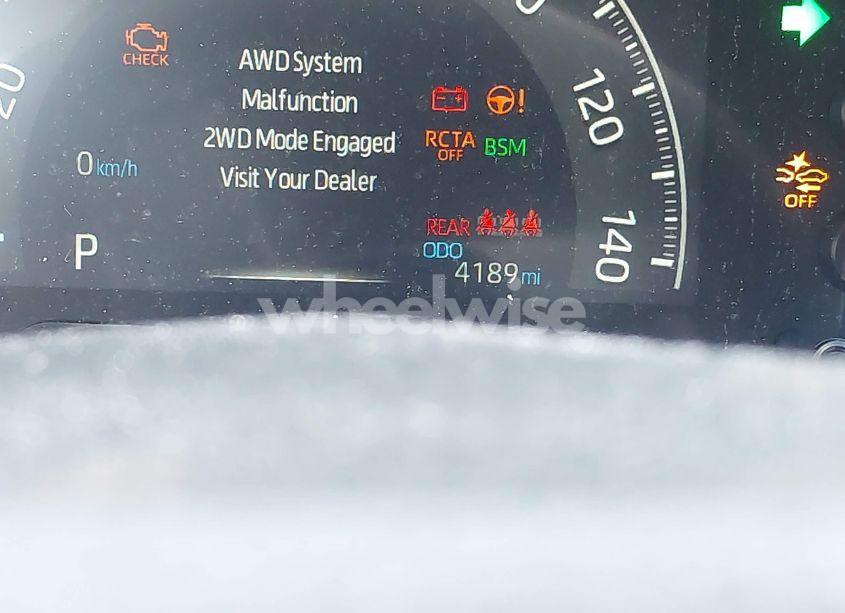 CHECK
AWD System
Malfunction
2WD Mode Engaged
Visit Your Dealer
0 km/h
P
RCTA
OFF
BSM
REAR
ODO
4189 mi
120
140
OFF
20
wheelwise